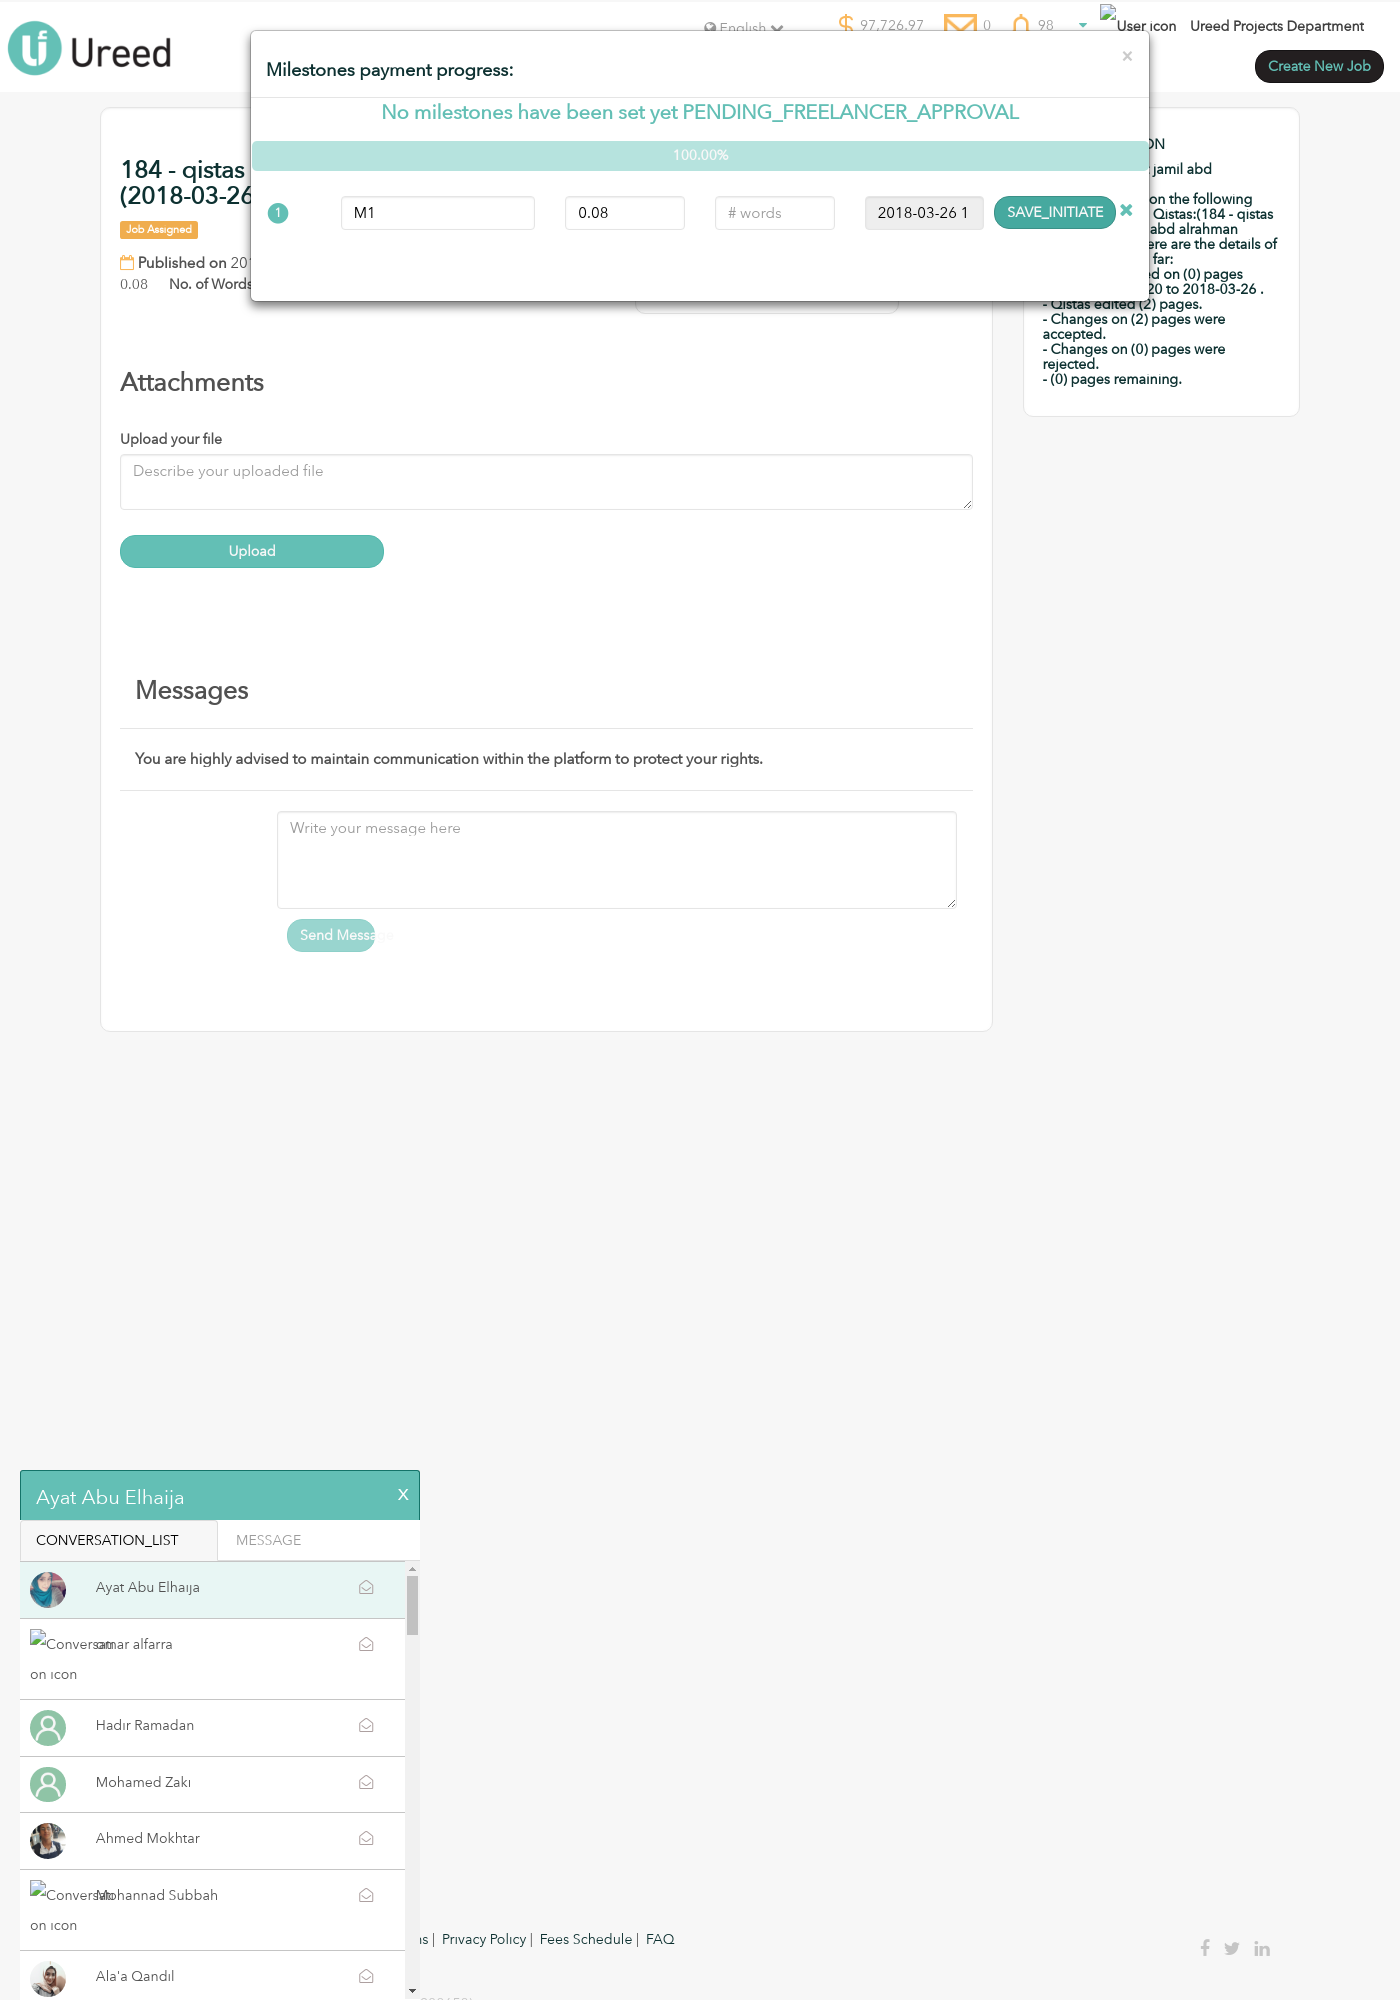 Ureed
English
97,726.97
0
98
User icon
Ureed Projects Department
Create New Job
Milestones payment progress:
×
No milestones have been set yet PENDING_FREELANCER_APPROVAL
100.00%
1
M1
0.08
# words
2018-03-26 1
SAVE_INITIATE
184 - qistas
(2018-03-26
Job Assigned
Published on
0.08 No. of Words
jamil abd
on the following
Qistas:(184 - qistas
abd alrahman
are the details of
far:
on (0) pages
20 to 2018-03-26 .
- Qistas edited (2) pages.
- Changes on (2) pages were
accepted.
- Changes on (0) pages were
rejected.
- (0) pages remaining.
Attachments
Upload your file
Describe your uploaded file
Upload
Messages
You are highly advised to maintain communication within the platform to protect your rights.
Write your message here
Send Messa
Ayat Abu Elhaija
X
CONVERSATION_LIST
MESSAGE
Ayat Abu Elhaija
omar alfarra
on icon
Hadir Ramadan
Mohamed Zaki
Ahmed Mokhtar
Mohannad Subbah
on icon
Ala'a Qandil
| Privacy Policy | Fees Schedule | FAQ